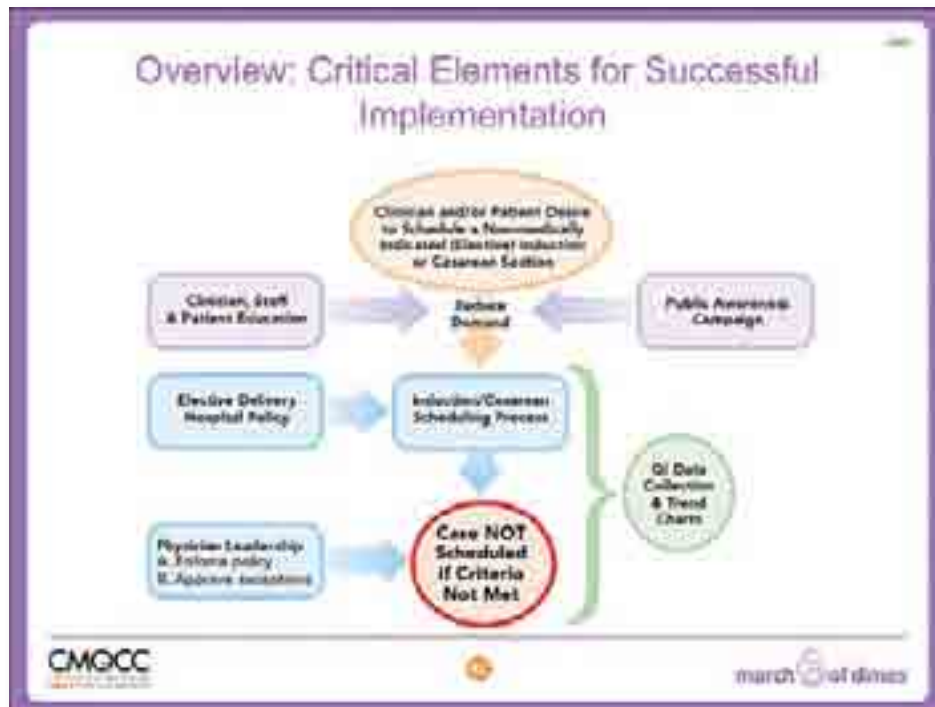 Overview: Critical Elements for Successful
Implementation
Clinician and/or Patient Desire
to Schedule a Non-medically
Indicated (Elective) Induction
or Cesarean Section
Clinician, Staff
& Patient Education
Reduce
Demand
Public Awareness
Campaign
Elective Delivery
Hospital Policy
Induction/Cesarean
Scheduling Process
QI Data
Collection
& Trend
Charts
Physician Leadership
A. Enforce policy
B. Approve exceptions
Case NOT
Scheduled
if Criteria
Not Met
CMQCC
march of dimes